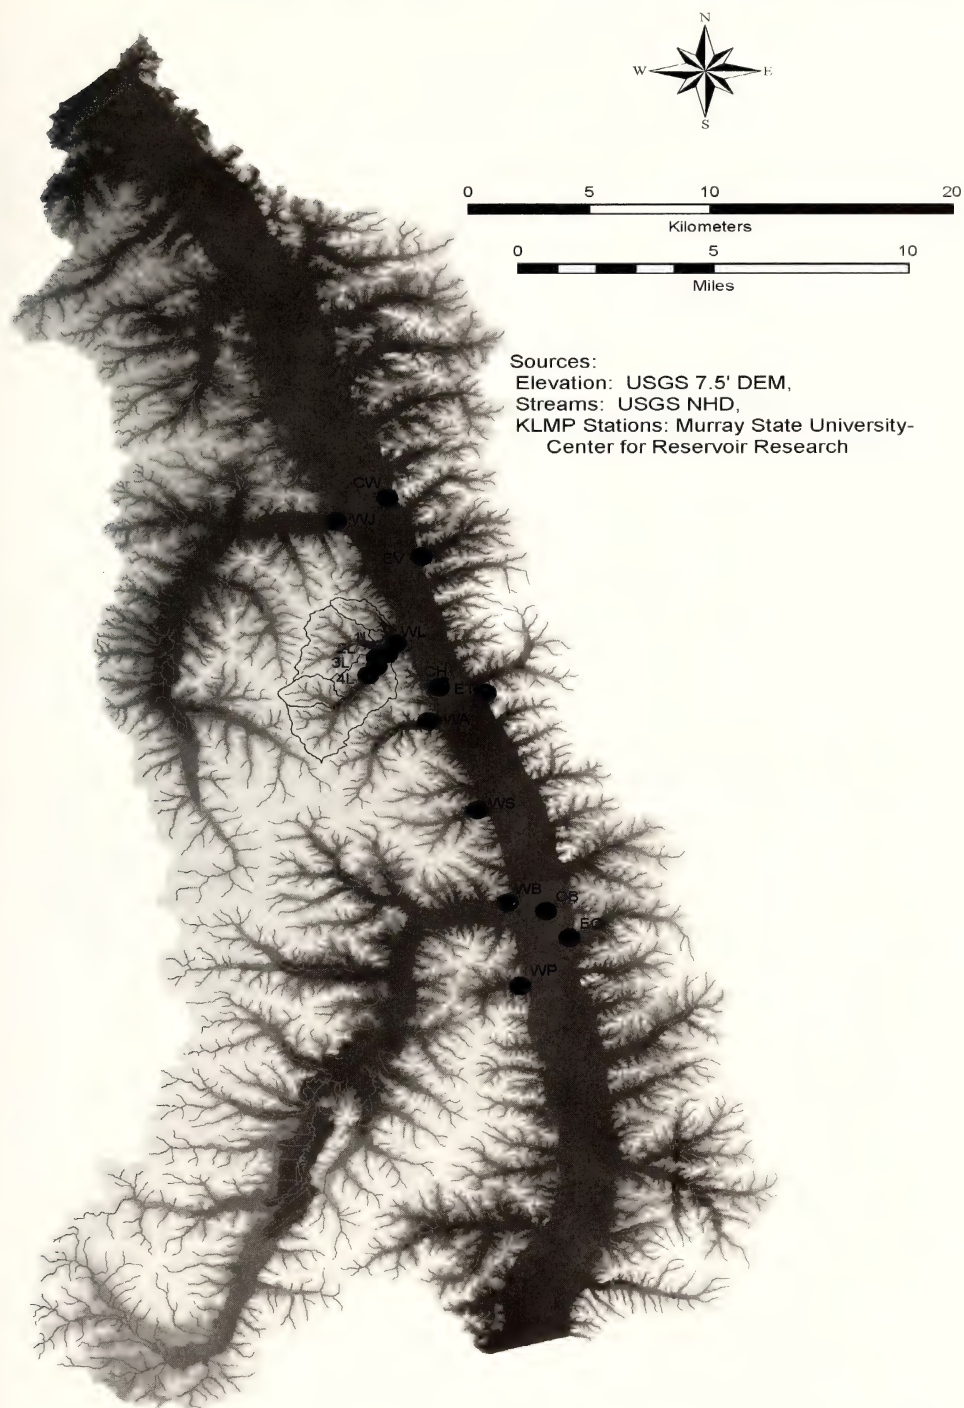 N
W E
S
0 5 10 20
Kilometers
0 5 10
Miles
Sources:
Elevation: USGS 7.5' DEM,
Streams: USGS NHD,
KLMP Stations: Murray State University-
Center for Reservoir Research
CW
WJ
EV
WL
2L
3L
4L
CH
ET
WA
WS
WB
WP